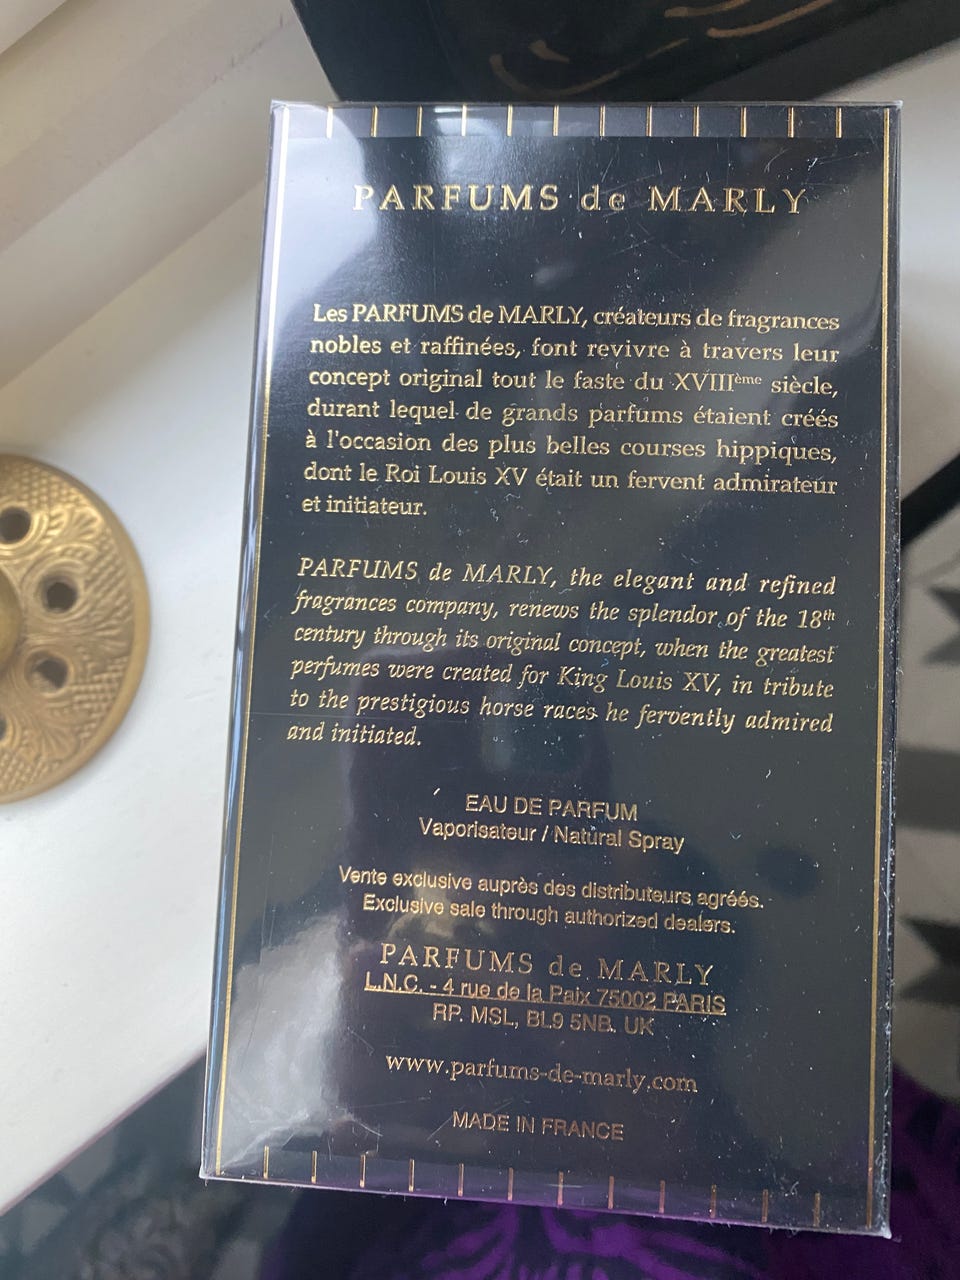 PARFUMS de MARLY
Les PARFUMS de MARLY, créateurs de fragrances
nobles et raffinées, font revivre à travers leur
concept original tout le faste du XVIIIème siècle,
durant lequel de grands parfums étaient créés
à l'occasion des plus belles courses hippiques,
dont le Roi Louis XV était un fervent admirateur
et initiateur.
PARFUMS de MARLY, the elegant and refined
fragrances company, renews the splendor of the 18th
century through its original concept, when the greatest
perfumes were created for King Louis XV, in tribute
to the prestigious horse races he fervently admired
and initiated.
EAU DE PARFUM
Vaporisateur / Natural Spray
Vente exclusive auprès des distributeurs agréés.
Exclusive sale through authorized dealers.
PARFUMS de MARLY
L.N.C. - 4 rue de la Paix 75002 PARIS
RP. MSL, BL9 5NB. UK
www.parfums-de-marly.com
MADE IN FRANCE